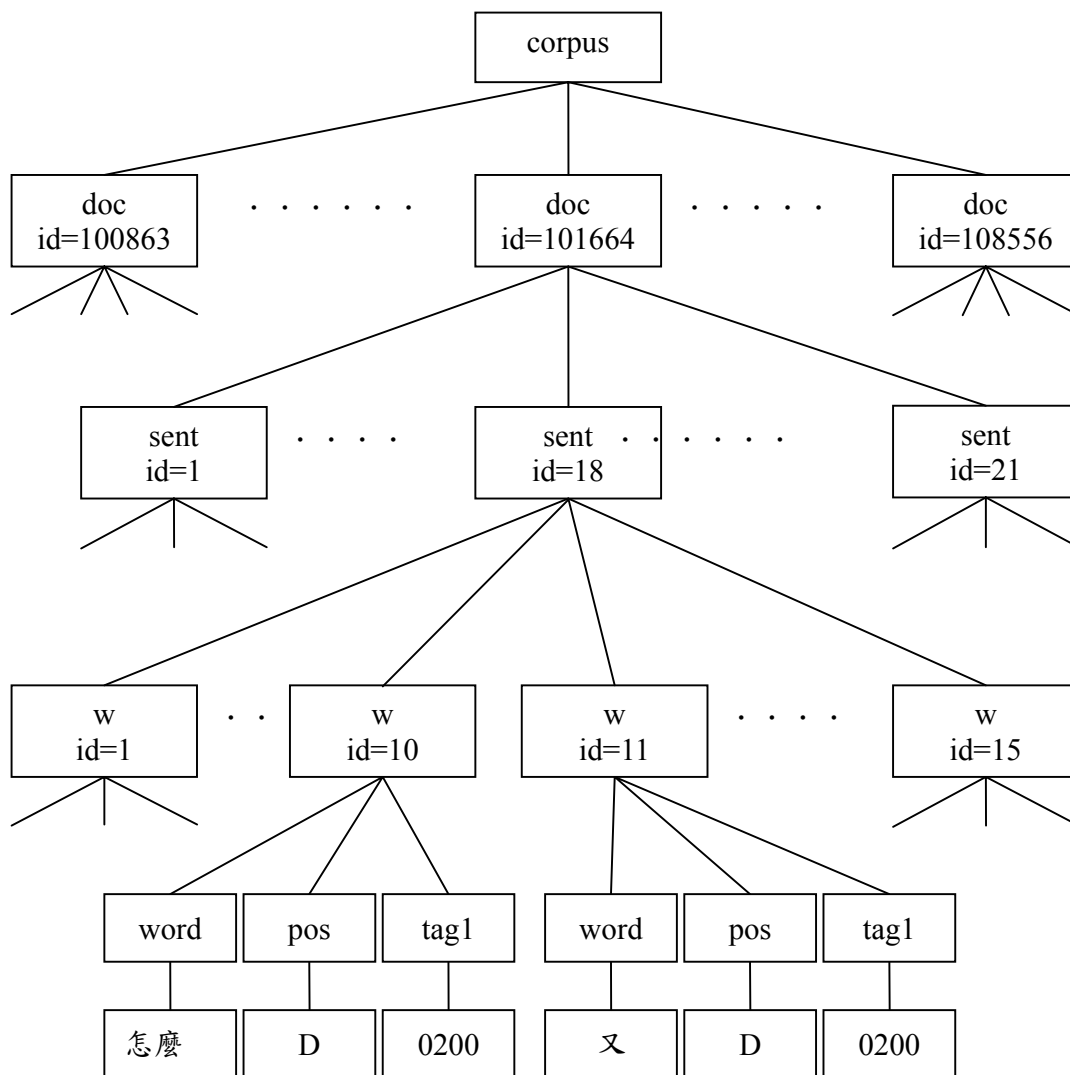 corpus
doc
id=100863
. . . . . .
doc
id=101664
. . . . .
doc
id=108556
sent
id=1
. . . .
sent
id=18
. . . . . .
sent
id=21
w
id=1
. .
w
id=10
w
id=11
. . . .
w
id=15
word
pos
tag1
word
pos
tag1
怎麼
D
0200
又
D
0200